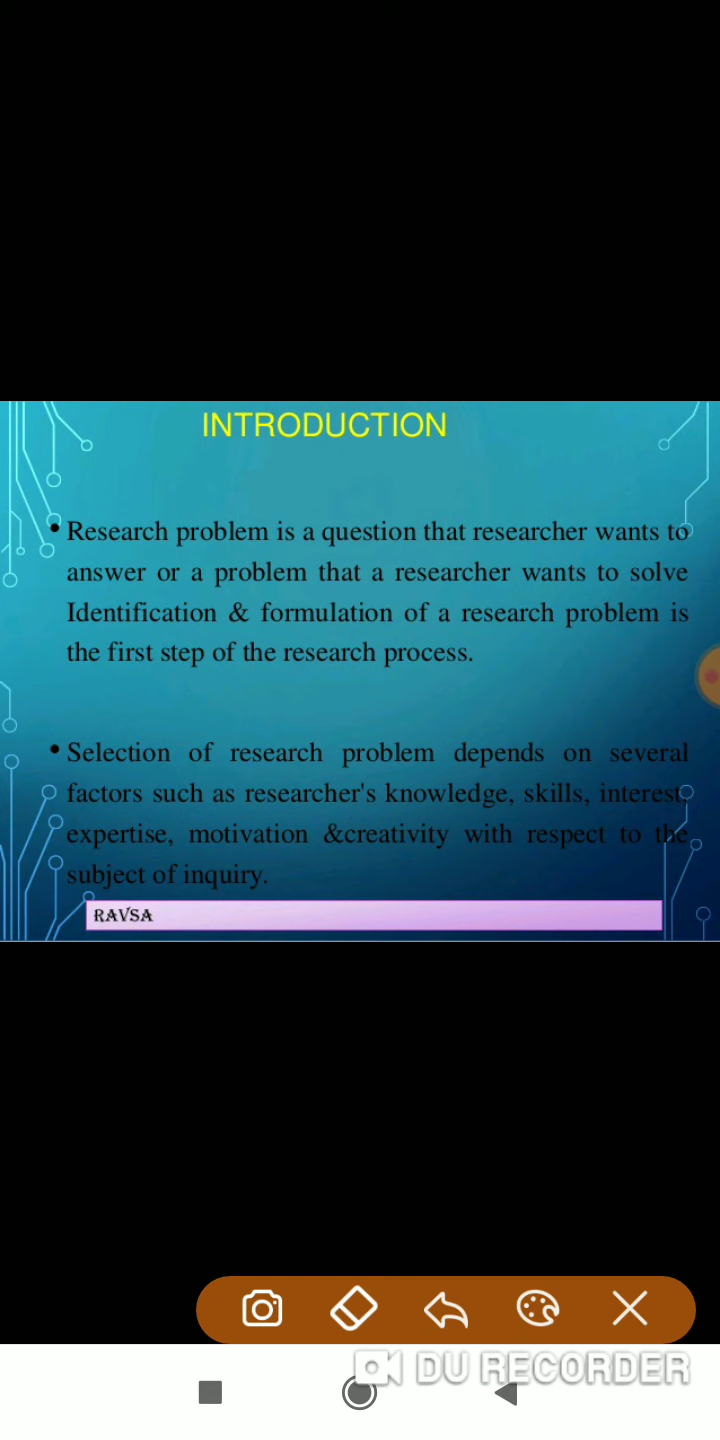 INTRODUCTION
• Research problem is a question that researcher wants to
answer or a problem that a researcher wants to solve
Identification & formulation of a research problem is
the first step of the research process.
• Selection of research problem depends on several
factors such as researcher's knowledge, skills, interest,
expertise, motivation &creativity with respect to the
subject of inquiry.
RAVSA
DU RECORDER